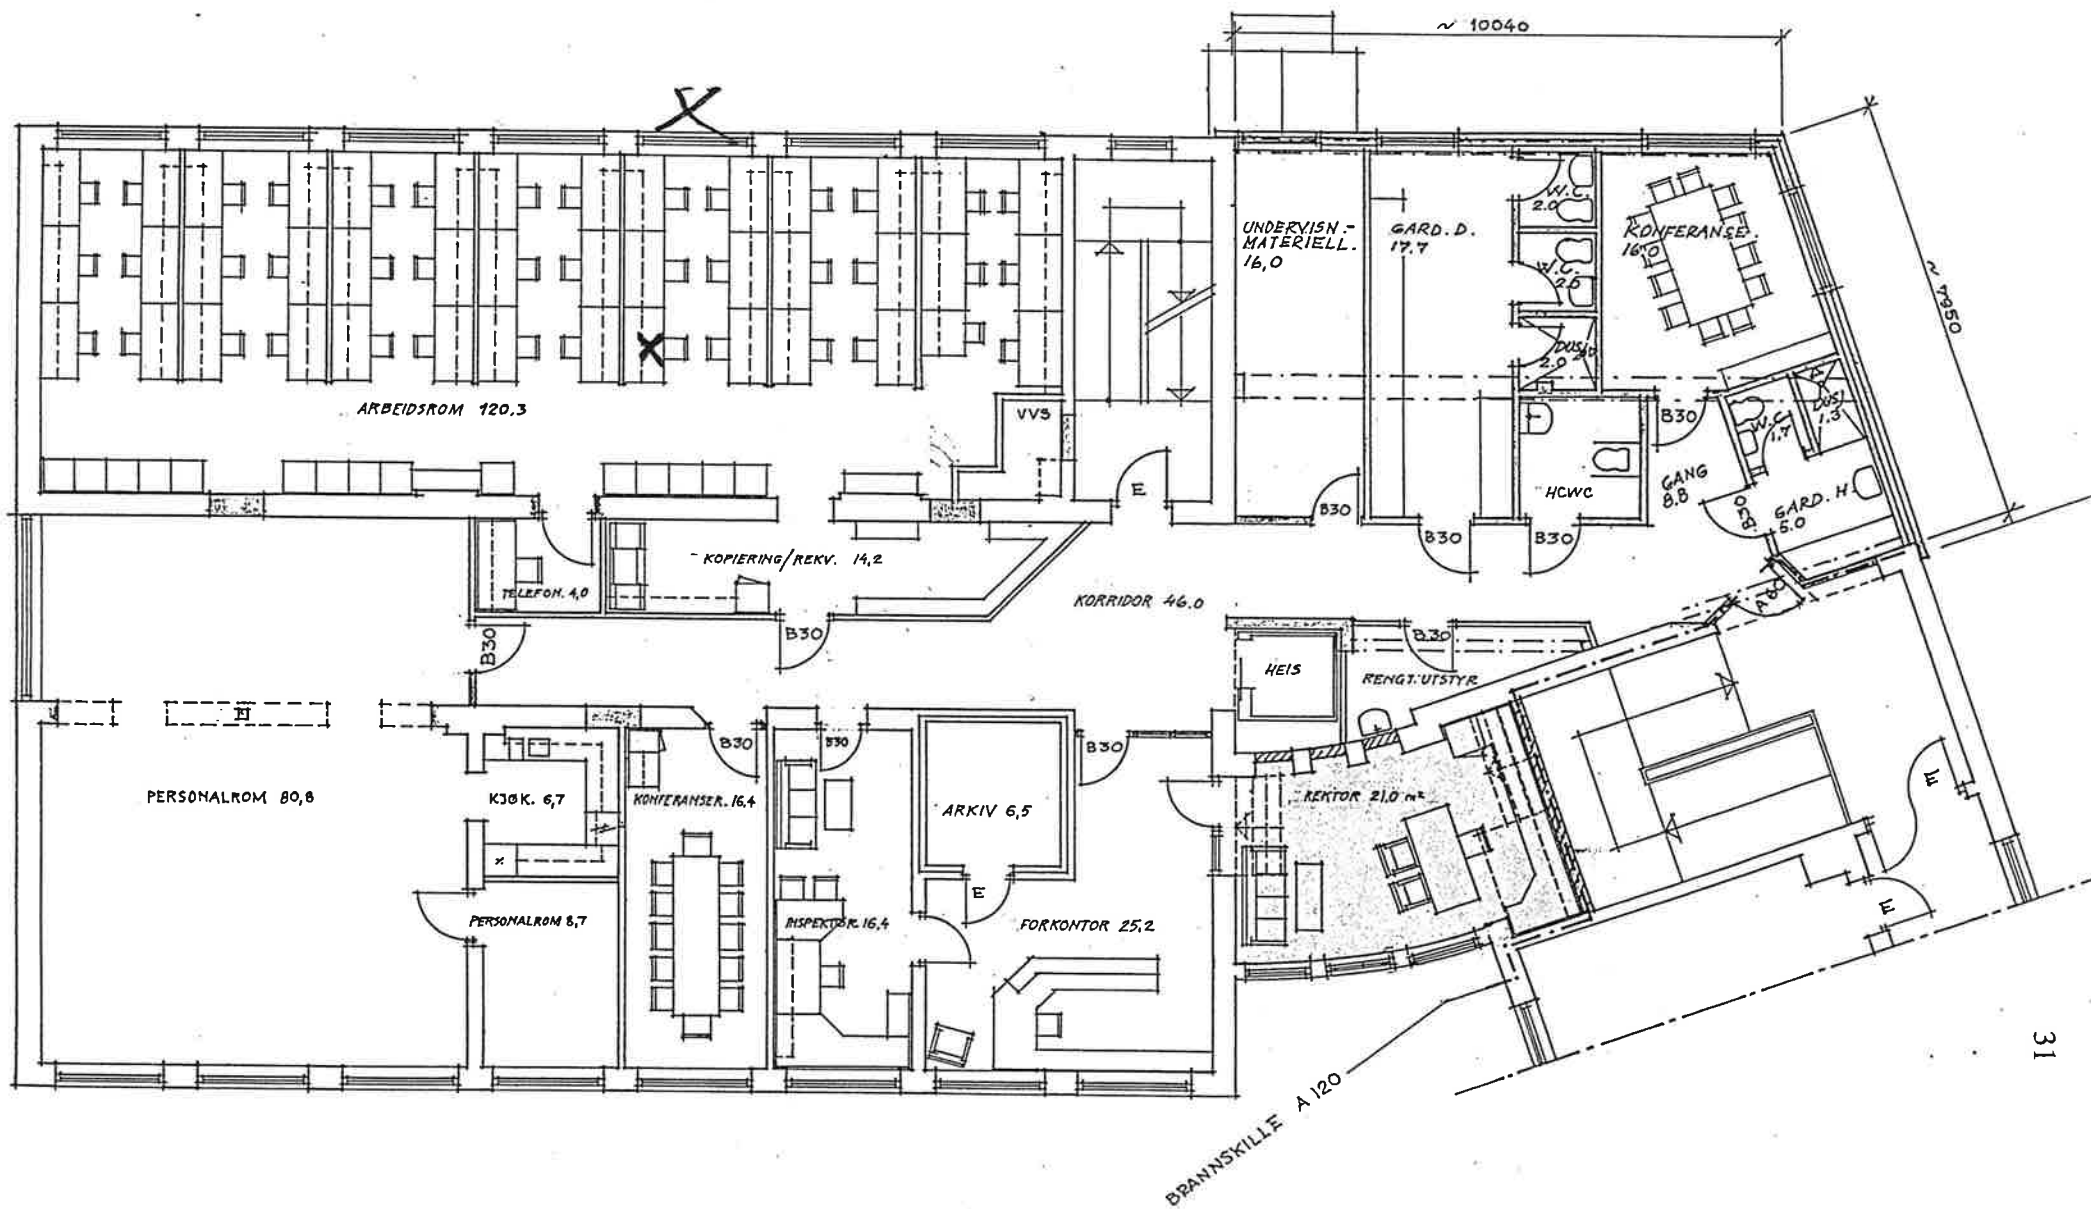 ~ 10040
~ 7850
UNDERVISN.-
MATERIELL.
16,0
GARD. D.
17.7
W.C.
2.0
W.C.
2.0
DUSJ
2.0
KONFERANSE.
16,0
ARBEIDSROM 120.3
VVS
E
B30
B30
B30
B30
HCWC
GANG
8.8
W.C.
1,7
DUSJ
1.3
B30
GARD. H.
5.0
A60
KOPIERING/REKV. 14,2
TELEFON. 4,0
KORRIDOR 46.0
B30
B30
B30
HEIS
RENGJ. UTSTYR
E
PERSONALROM 80,8
KJØK. 6,7
KONFERANSER. 16.4
B30
B30
B30
ARKIV 6,5
REKTOR 21.0 m²
E
PERSONALROM 8,7
INSPEKTØR. 16,4
E
FORKONTOR 25,2
E
BRANNSKILLE A 120
31